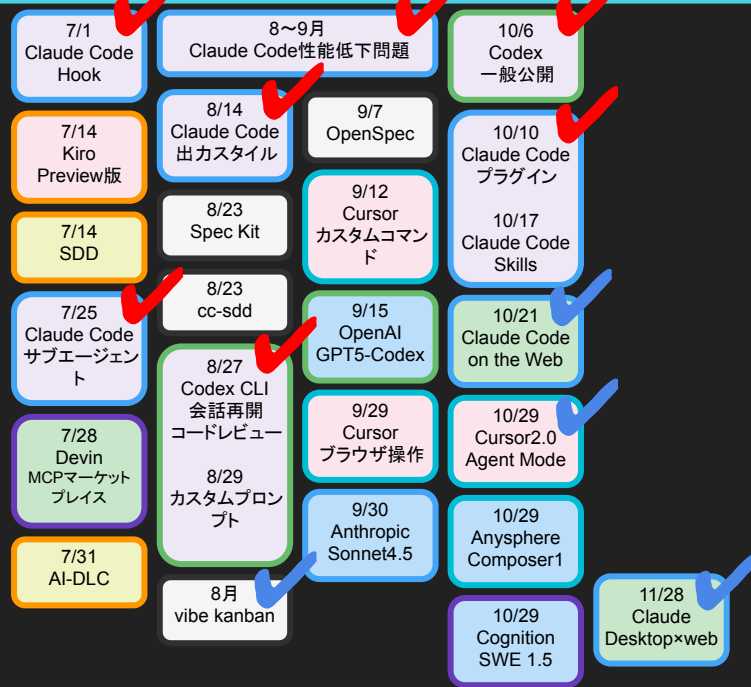 7/1
Claude Code
Hook
7/14
Kiro
Preview版
7/14
SDD
7/25
Claude Code
サブエージェン
ト
7/28
Devin
MCPマーケット
プレイス
7/31
AI-DLC
8〜9月
Claude Code性能低下問題
8/14
Claude Code
出力スタイル
8/23
Spec Kit
8/23
cc-sdd
8/27
Codex CLI
会話再開
コードレビュー
8/29
カスタムプロン
プト
8月
vibe kanban
9/7
OpenSpec
9/12
Cursor
カスタムコマン
ド
9/15
OpenAI
GPT5-Codex
9/29
Cursor
ブラウザ操作
9/30
Anthropic
Sonnet4.5
10/6
Codex
一般公開
10/10
Claude Code
プラグイン
10/17
Claude Code
Skills
10/21
Claude Code
on the Web
10/29
Cursor2.0
Agent Mode
10/29
Anysphere
Composer1
10/29
Cognition
SWE 1.5
11/28
Claude
Desktop×web